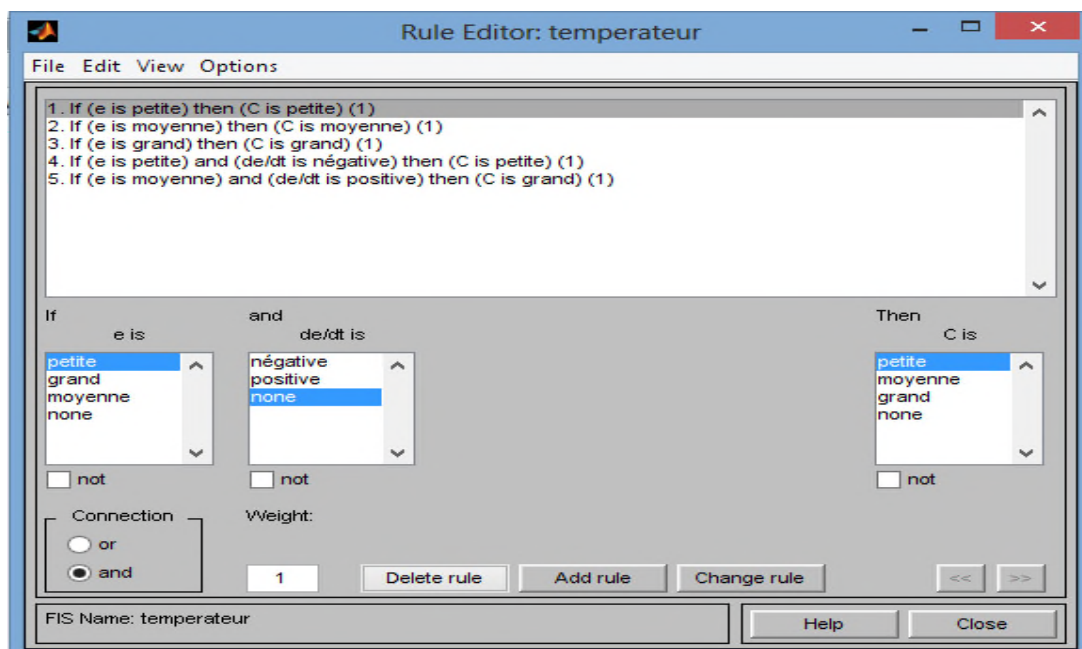 Rule Editor: temperateur
File Edit View Options
1. If (e is petite) then (C is petite) (1)
2. If (e is moyenne) then (C is moyenne) (1)
3. If (e is grand) then (C is grand) (1)
4. If (e is petite) and (de/dt is négative) then (C is petite) (1)
5. If (e is moyenne) and (de/dt is positive) then (C is grand) (1)
If
e is
petite
grand
moyenne
none
not
and
de/dt is
négative
positive
none
not
Then
C is
petite
moyenne
grand
none
not
Connection
or
and
Weight:
1
Delete rule
Add rule
Change rule
<<
>>
FIS Name: temperateur
Help
Close